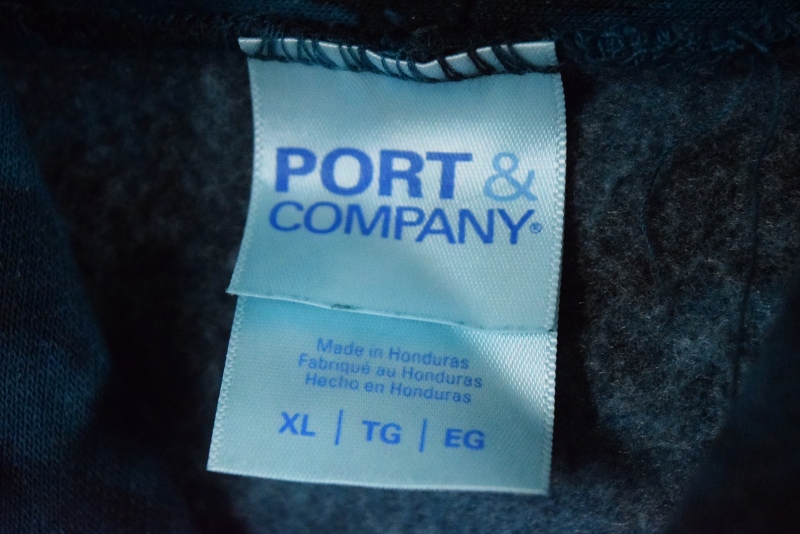 PORT &
COMPANY®
Made in Honduras
Fabriqué au Honduras
Hecho en Honduras
XL | TG | EG